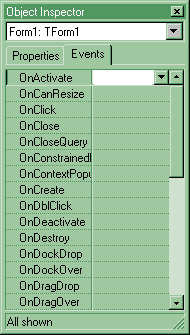 Object Inspector
Form1: TForm1
Properties Events
OnActivate
OnCanResize
OnClick
OnClose
OnCloseQuery
OnConstrainedI
OnContextPopu
OnCreate
OnDblClick
OnDeactivate
OnDestroy
OnDockDrop
OnDockOver
OnDragDrop
OnDragOver
All shown